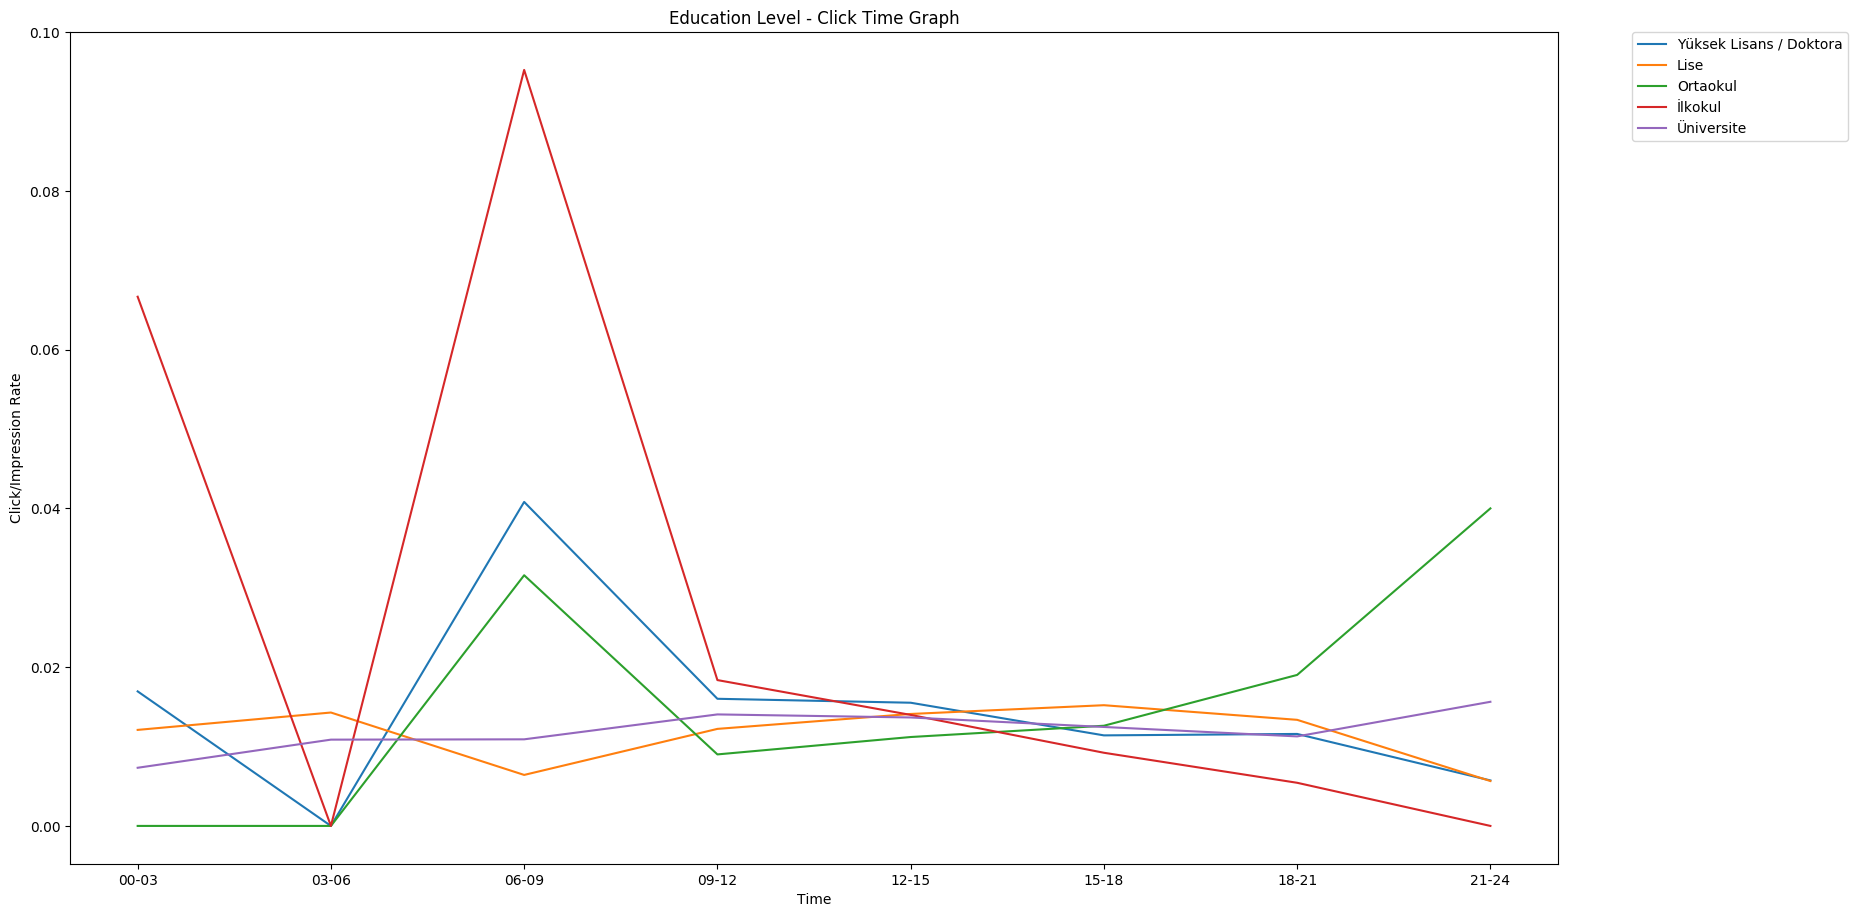 Education Level - Click Time Graph
Yüksek Lisans / Doktora
Lise
Ortaokul
İlkokul
Üniversite
Click/Impression Rate
0.10
0.08
0.06
0.04
0.02
0.00
00-03 03-06 06-09 09-12 12-15 15-18 18-21 21-24
Time